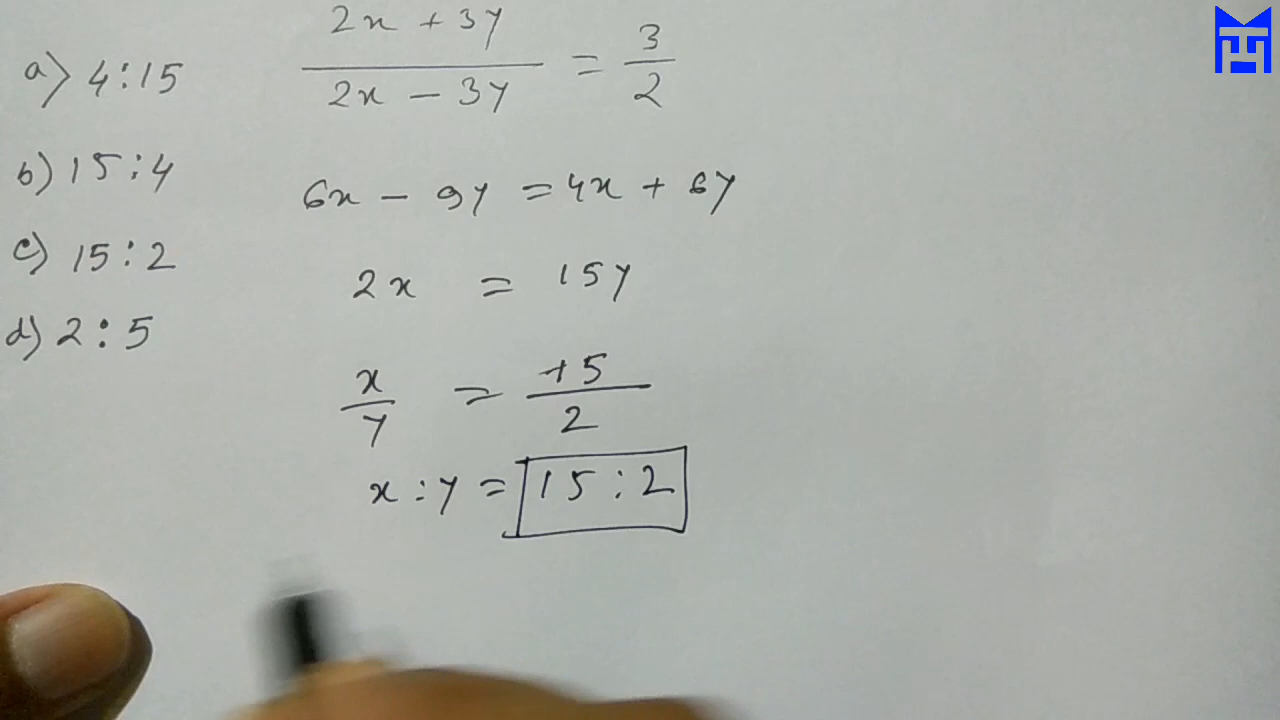 a) 4:15
b) 15:4
c) 15:2
d) 2:5
2x + 3y
2x - 3y
= 3
2
6x - 9y = 4x + 6y
2x = 15y
x
y
= 15
2
x:y = 15:2